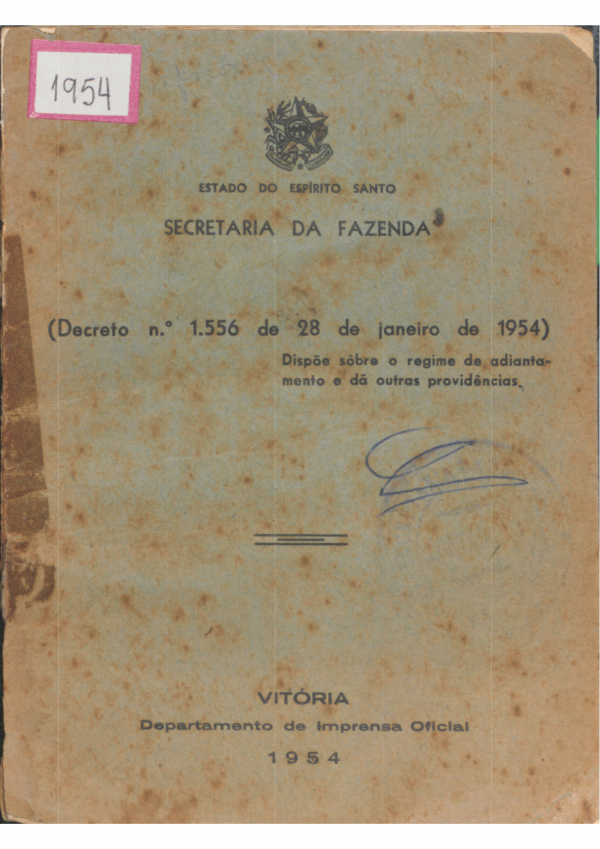 1954
ESTADO DO ESPÍRITO SANTO
SECRETARIA DA FAZENDA
(Decreto n.º 1.556 de 28 de janeiro de 1954)
Dispõe sôbre o regime de adianta-
mento e dá outras providências.
VITÓRIA
Departamento de Imprensa Oficial
1954